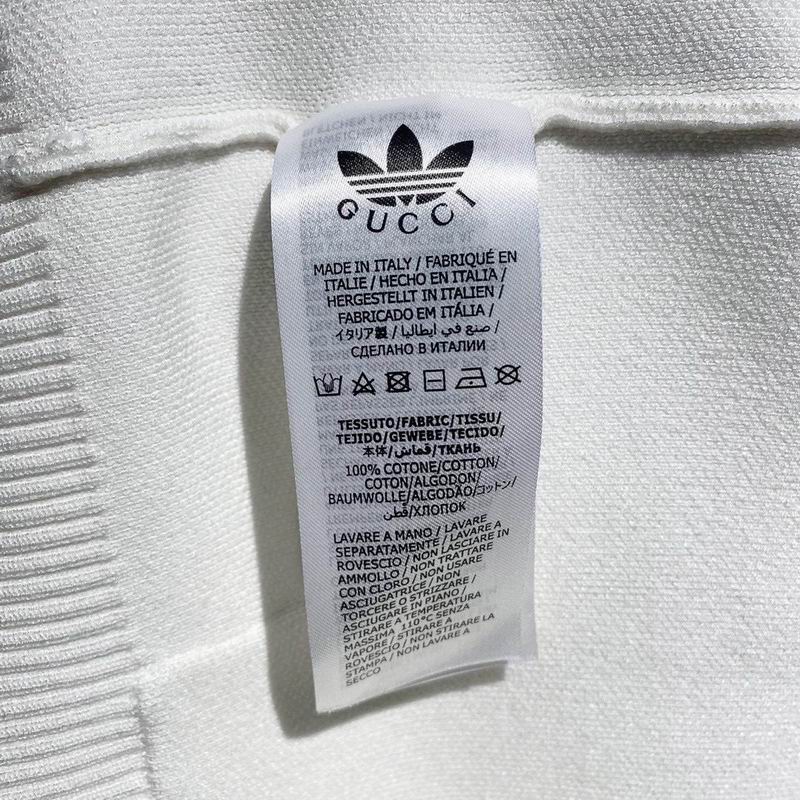 GUCCI
MADE IN ITALY / FABRIQUÉ EN
ITALIE / HECHO EN ITALIA /
HERGESTELLT IN ITALIEN /
FABRICADO EM ITÁLIA /
イタリア製 / صنع في ايطاليا /
СДЕЛАНО В ИТАЛИИ
TESSUTO/FABRIC/TISSU/
TEJIDO/GEWEBE/TECIDO/
本体/قماش/ТКАНЬ
100% COTONE/COTTON/
COTON/ALGODON/
BAUMWOLLE/ALGODÃO/コットン/
قطن/ХЛОПОК
LAVARE A MANO / LAVARE
SEPARATAMENTE / LAVARE A
ROVESCIO / NON LASCIARE IN
AMMOLLO / NON TRATTARE
CON CLORO / NON USARE
ASCIUGATRICE / NON
TORCERE O STRIZZARE /
ASCIUGARE IN PIANO /
STIRARE A TEMPERATURA
MASSIMA 110°C SENZA
VAPORE / STIRARE A
ROVESCIO / NON STIRARE LA
STAMPA / NON LAVARE A
SECCO